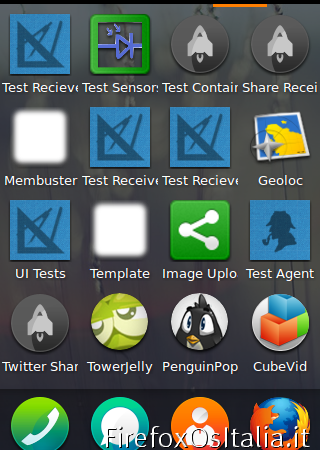 Test Recieve Test Sensors Test Contain Share Recei
Membuster Test Receive Test Recieve Geoloc
UI Tests Template Image Uplo Test Agent
Twitter Shar TowerJelly PenguinPop CubeVid
FirefoxOsItalia.it